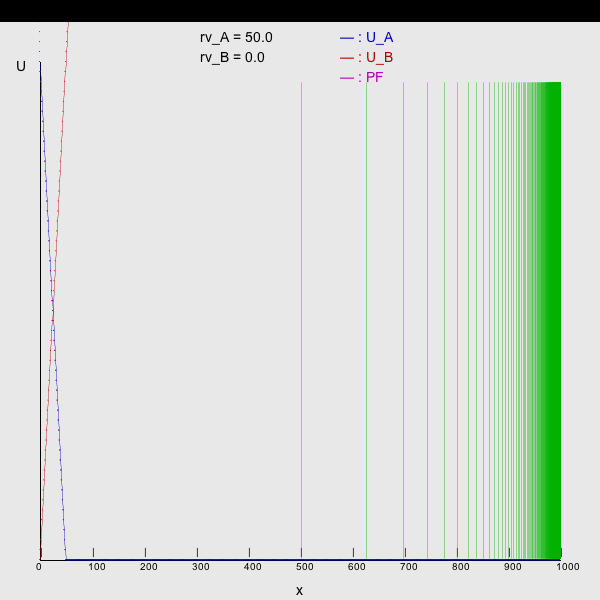 rv_A = 50.0
rv_B = 0.0
— : U_A
— : U_B
— : PF
U
0 100 200 300 400 500 600 700 800 900 1000
x